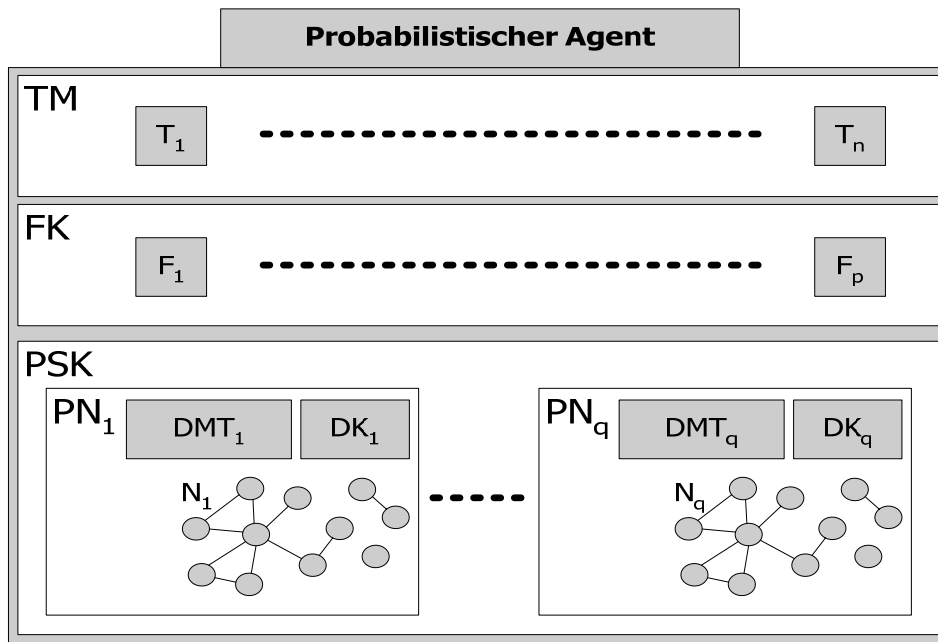 Probabilistischer Agent
TM
T1 Tn
FK
F1 Fp
PSK
PN1 DMT1 DK1 PNq DMTq DKq
N1 Nq